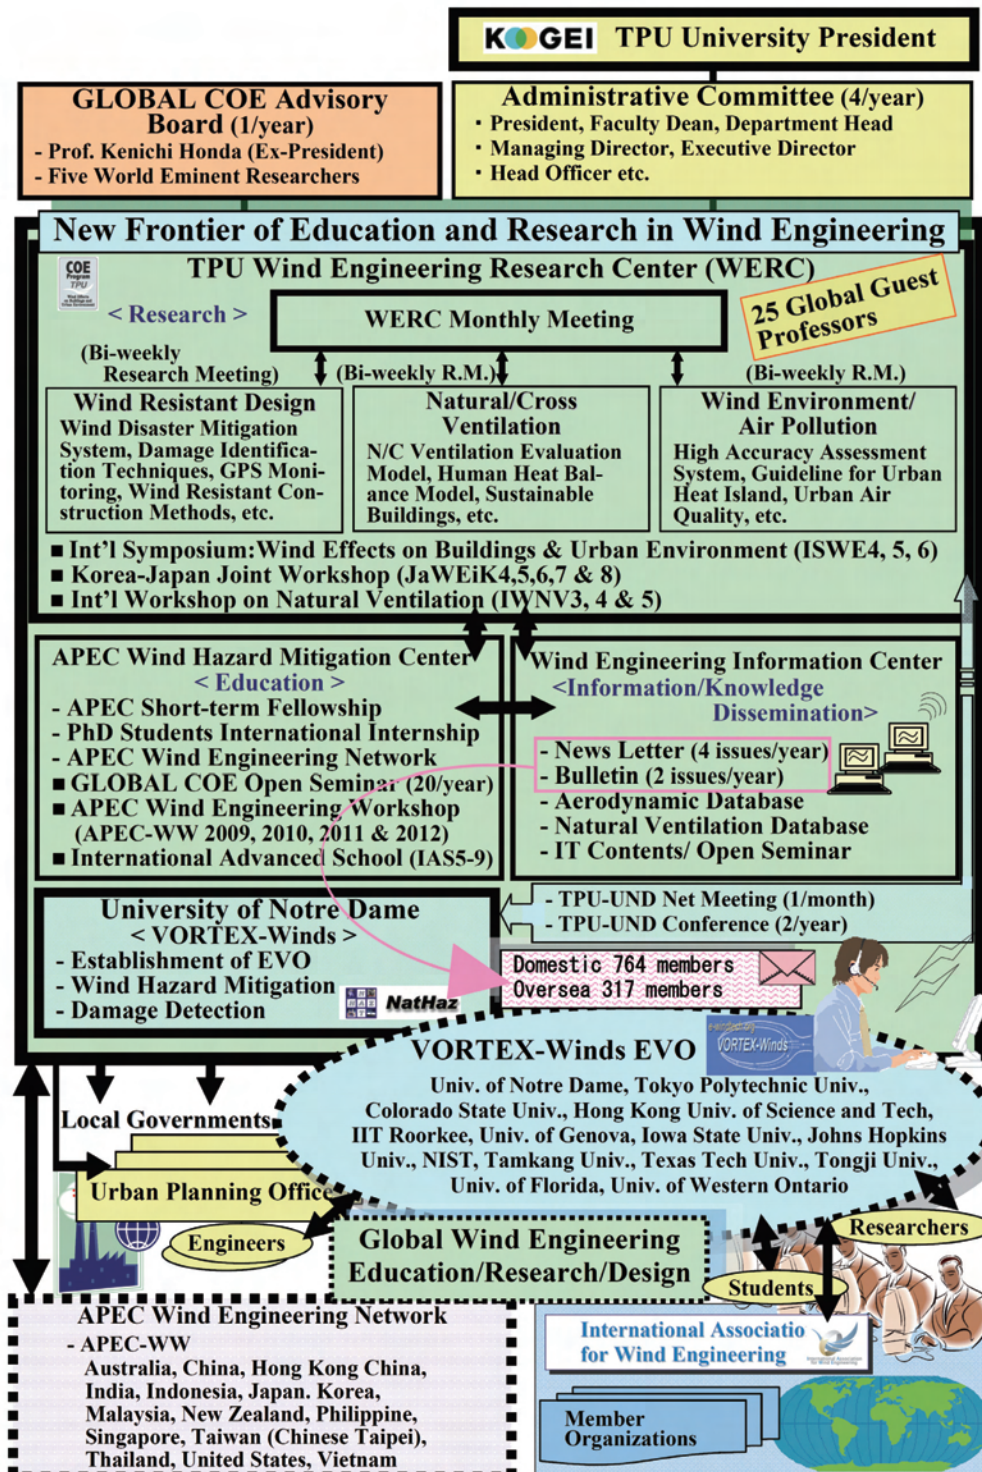 KOGEI TPU University President
GLOBAL COE Advisory
Board (1/year)
- Prof. Kenichi Honda (Ex-President)
- Five World Eminent Researchers
Administrative Committee (4/year)
・ President, Faculty Dean, Department Head
・ Managing Director, Executive Director
・ Head Officer etc.
New Frontier of Education and Research in Wind Engineering
COE
Program
TPU
TPU Wind Engineering Research Center (WERC)
< Research >
WERC Monthly Meeting
25 Global Guest
Professors
(Bi-weekly
Research Meeting)
(Bi-weekly R.M.)
(Bi-weekly R.M.)
Wind Resistant Design
Wind Disaster Mitigation
System, Damage Identifica-
tion Techniques, GPS Moni-
toring, Wind Resistant Con-
struction Methods, etc.
Natural/Cross
Ventilation
N/C Ventilation Evaluation
Model, Human Heat Bal-
ance Model, Sustainable
Buildings, etc.
Wind Environment/
Air Pollution
High Accuracy Assessment
System, Guideline for Urban
Heat Island, Urban Air
Quality, etc.
■ Int'l Symposium:Wind Effects on Buildings & Urban Environment (ISWE4, 5, 6)
■ Korea-Japan Joint Workshop (JaWEiK4,5,6,7 & 8)
■ Int'l Workshop on Natural Ventilation (IWNV3, 4 & 5)
APEC Wind Hazard Mitigation Center
< Education >
- APEC Short-term Fellowship
- PhD Students International Internship
- APEC Wind Engineering Network
■ GLOBAL COE Open Seminar (20/year)
■ APEC Wind Engineering Workshop
(APEC-WW 2009, 2010, 2011 & 2012)
■ International Advanced School (IAS5-9)
Wind Engineering Information Center
<Information/Knowledge
Dissemination>
- News Letter (4 issues/year)
- Bulletin (2 issues/year)
- Aerodynamic Database
- Natural Ventilation Database
- IT Contents/ Open Seminar
University of Notre Dame
< VORTEX-Winds >
- Establishment of EVO
- Wind Hazard Mitigation
- Damage Detection
NatHaz
- TPU-UND Net Meeting (1/month)
- TPU-UND Conference (2/year)
Domestic 764 members
Oversea 317 members
VORTEX-Winds
VORTEX-Winds EVO
Univ. of Notre Dame, Tokyo Polytechnic Univ.,
Colorado State Univ., Hong Kong Univ. of Science and Tech,
IIT Roorkee, Univ. of Genova, Iowa State Univ., Johns Hopkins
Univ., NIST, Tamkang Univ., Texas Tech Univ., Tongji Univ.,
Univ. of Florida, Univ. of Western Ontario
Local Governments
Urban Planning Office
Engineers
Global Wind Engineering
Education/Research/Design
Researchers
Students
APEC Wind Engineering Network
- APEC-WW
Australia, China, Hong Kong China,
India, Indonesia, Japan. Korea,
Malaysia, New Zealand, Philippine,
Singapore, Taiwan (Chinese Taipei),
Thailand, United States, Vietnam
International Associatio
for Wind Engineering
International Association
for Wind Engineering
Member
Organizations